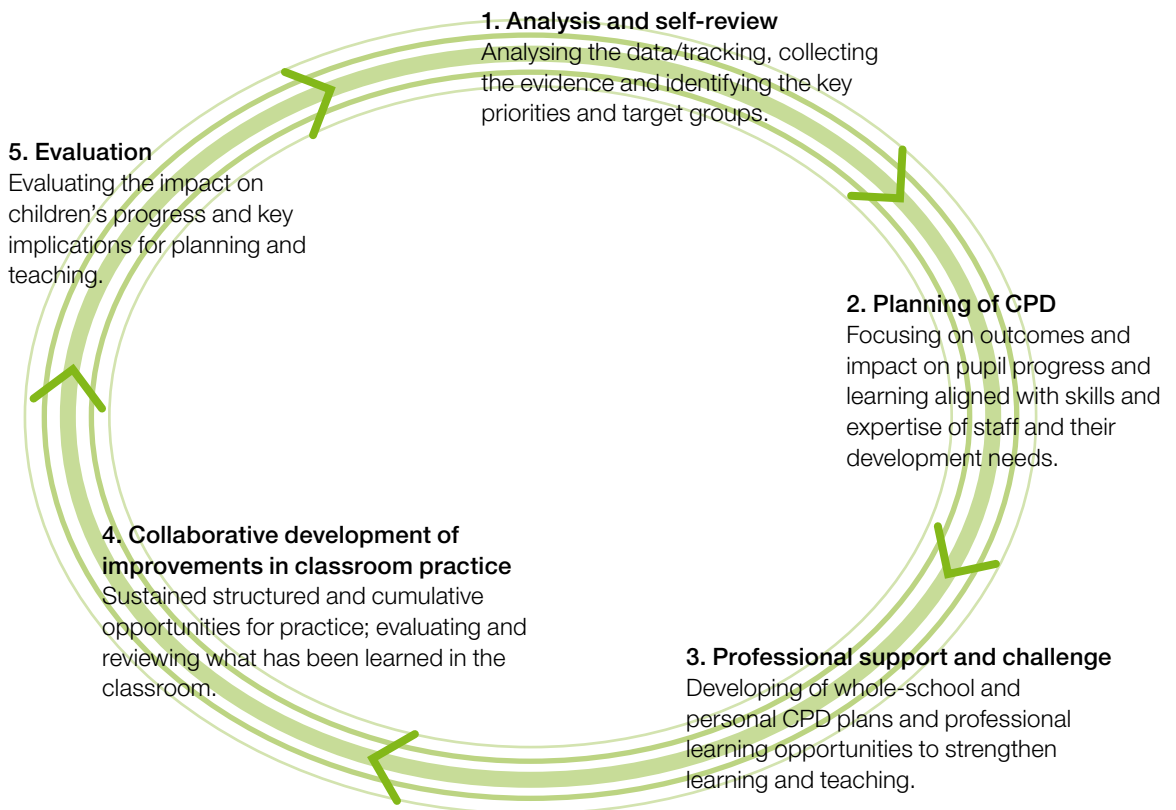 1. Analysis and self-review
Analysing the data/tracking, collecting
the evidence and identifying the key
priorities and target groups.
2. Planning of CPD
Focusing on outcomes and
impact on pupil progress and
learning aligned with skills and
expertise of staff and their
development needs.
3. Professional support and challenge
Developing of whole-school and
personal CPD plans and professional
learning opportunities to strengthen
learning and teaching.
4. Collaborative development of
improvements in classroom practice
Sustained structured and cumulative
opportunities for practice; evaluating and
reviewing what has been learned in the
classroom.
5. Evaluation
Evaluating the impact on
children’s progress and key
implications for planning and
teaching.